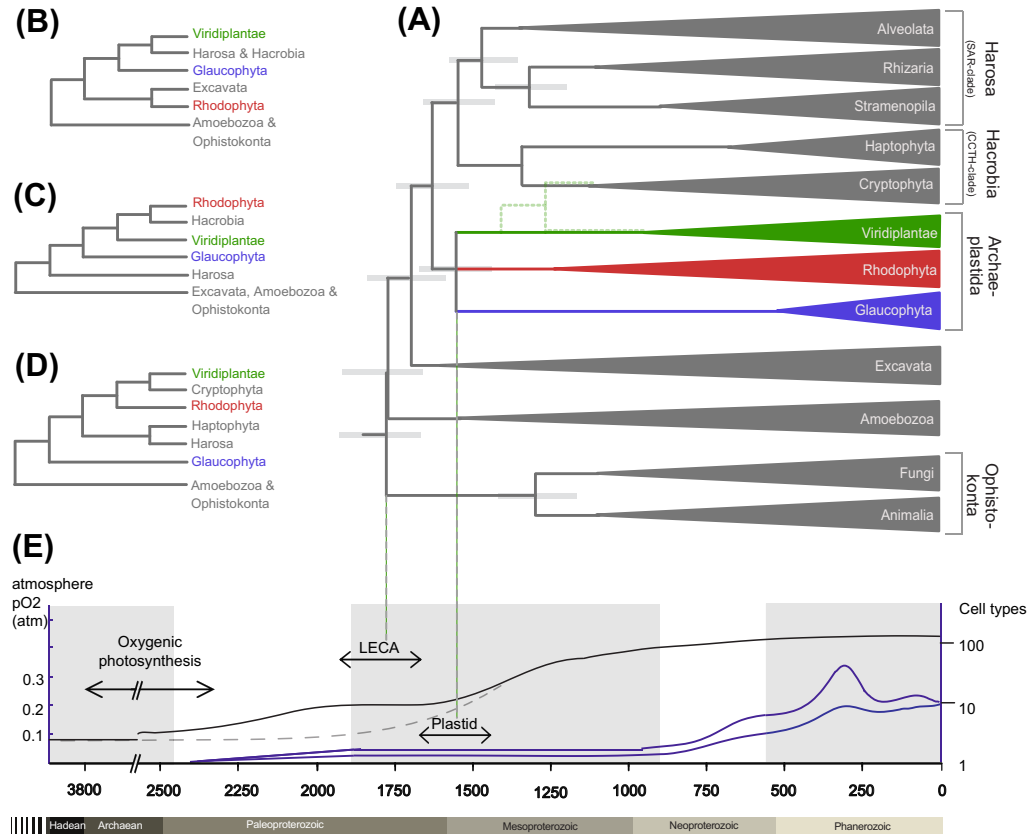 (B)
Viridiplantae
Harosa & Hacrobia
Glaucophyta
Excavata
Rhodophyta
Amoebozoa &
Ophistokonta
(C)
Rhodophyta
Hacrobia
Viridiplantae
Glaucophyta
Harosa
Excavata, Amoebozoa &
Ophistokonta
(D)
Viridiplantae
Cryptophyta
Rhodophyta
Haptophyta
Harosa
Glaucophyta
Amoebozoa &
Ophistokonta
(A)
Alveolata
Rhizaria
Stramenopila
Haptophyta
Cryptophyta
Viridiplantae
Rhodophyta
Glaucophyta
Excavata
Amoebozoa
Fungi
Animalia
Harosa
(SAR-clade)
Hacrobia
(CCTH-clade)
Archae-
plastida
Ophisto-
konta
(E)
atmosphere
pO2
(atm)
Cell types
Oxygenic
photosynthesis
LECA
Plastid
0.3
0.2
0.1
100
10
1
3800 2500 2250 2000 1750 1500 1250 1000 750 500 250 0
Hadean Archaean Paleoproterozoic Mesoproterozoic Neoproterozoic Phanerozoic